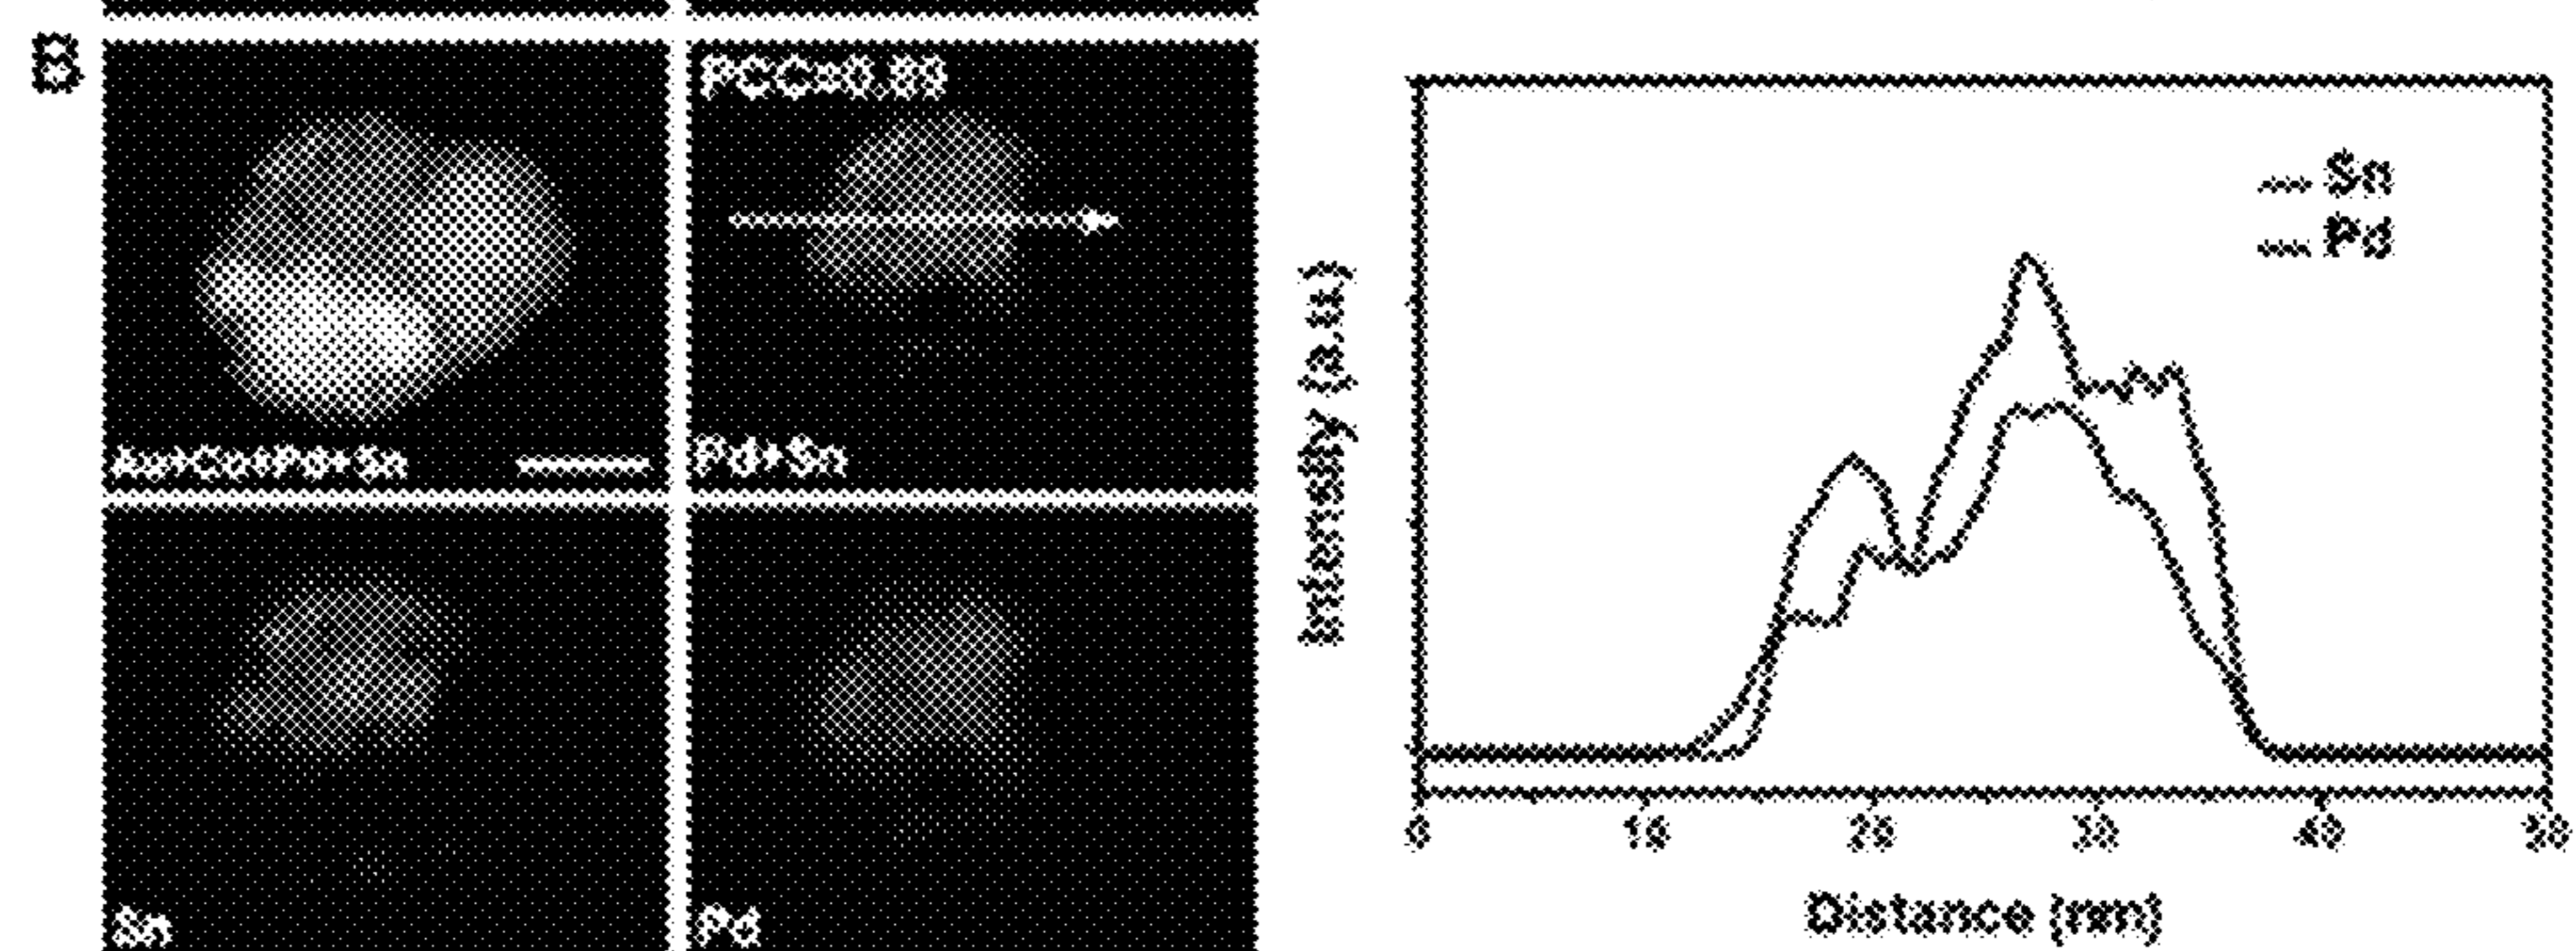 B
PCC=0.89
Au+Cu+Pd+Sn
Pd+Sn
Sn
Pd
Intensity (a.u)
Sn
Pd
0 10 20 30 40 50
Distance (nm)